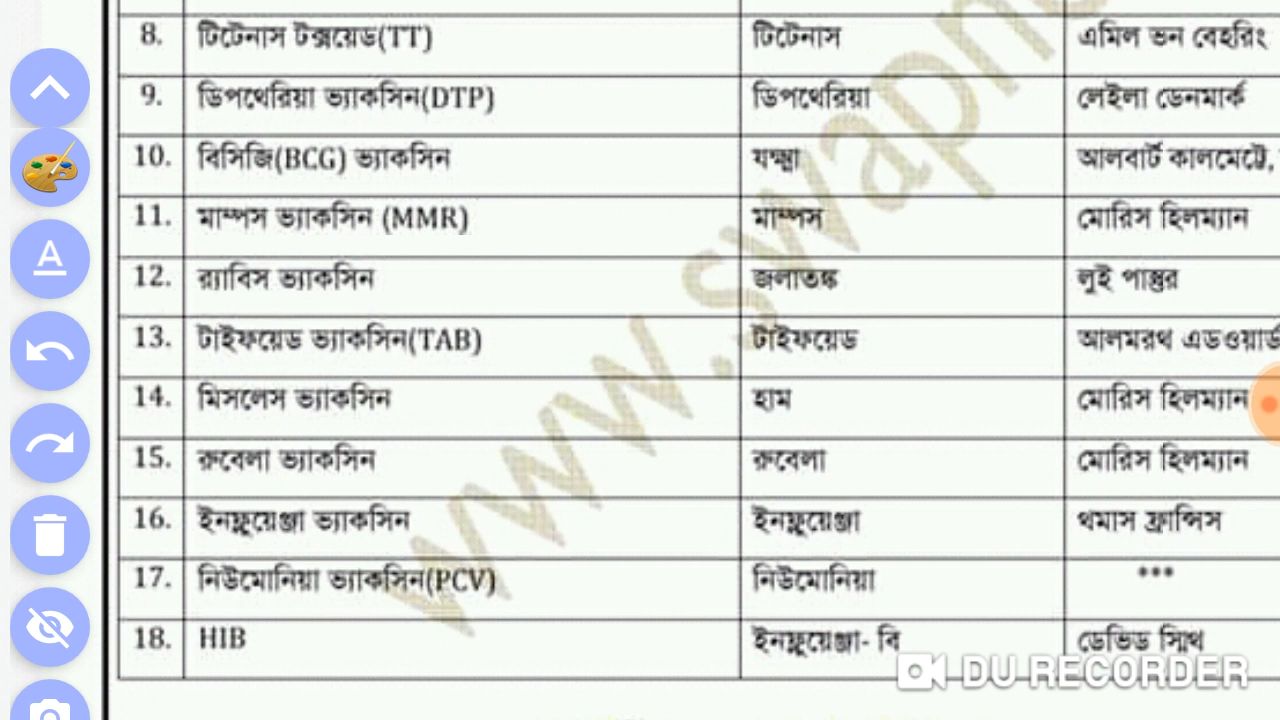 8. টিটেনাস টক্সয়েড(TT) টিটেনাস এমিল ভন বেহরিং
9. ডিপথেরিয়া ভ্যাকসিন(DTP) ডিপথেরিয়া লেইলা ডেনমার্ক
10. বিসিজি(BCG) ভ্যাকসিন যক্ষ্মা আলবার্ট কালমেট্টে,
11. মাম্পস ভ্যাকসিন (MMR) মাম্পস মোরিস হিলম্যান
12. র‍্যাবিস ভ্যাকসিন জলাতঙ্ক লুই পাস্তুর
13. টাইফয়েড ভ্যাকসিন(TAB) টাইফয়েড আলমরথ এডওয়ার্ড
14. মিসলেস ভ্যাকসিন হাম মোরিস হিলম্যান
15. রুবেলা ভ্যাকসিন রুবেলা মোরিস হিলম্যান
16. ইনফ্লুয়েঞ্জা ভ্যাকসিন ইনফ্লুয়েঞ্জা থমাস ফ্রান্সিস
17. নিউমোনিয়া ভ্যাকসিন(PCV) নিউমোনিয়া ***
18. HIB ইনফ্লুয়েঞ্জা- বি ডেভিড স্মিথ
www.swapno
DU RECORDER